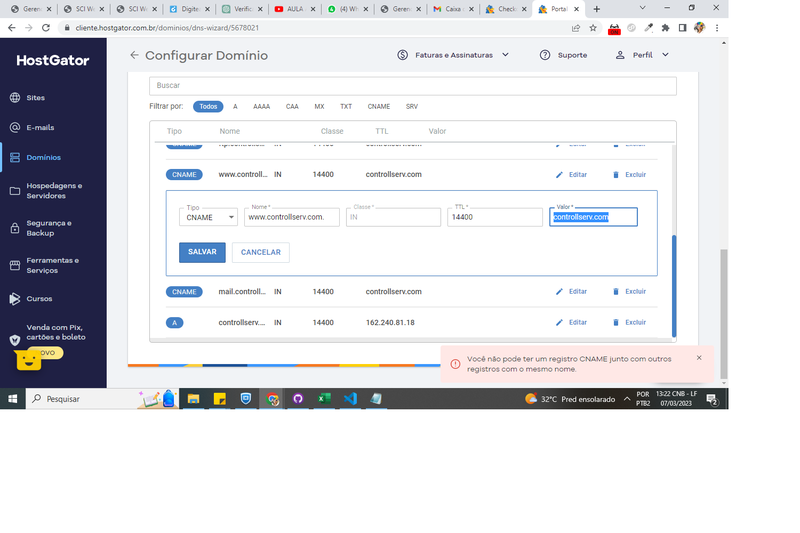 Geren
SCI W
SCI W
Digite
Verific
AULA
(4) Wh
Geren
Caixa
Check
Portal
cliente.hostgator.com.br/dominios/dns-wizard/5678021
HostGator
Configurar Domínio
Faturas e Assinaturas
Suporte
Perfil
Sites
E-mails
Domínios
Hospedagens e
Servidores
Segurança e
Backup
Ferramentas e
Serviços
Cursos
Venda com Pix,
cartões e boleto
Buscar
Filtrar por:
Todos
A
AAAA
CAA
MX
TXT
CNAME
SRV
Tipo
Nome
Classe
TTL
Valor
CNAME www.controll... IN 14400 controllserv.com Editar Excluir
Tipo
CNAME
Nome *
www.controllserv.com.
Classe *
IN
TTL *
14400
Valor *
controllserv.com
SALVAR
CANCELAR
CNAME mail.controll... IN 14400 controllserv.com Editar Excluir
A controllserv.... IN 14400 162.240.81.18 Editar Excluir
Você não pode ter um registro CNAME junto com outros
registros com o mesmo nome.
Pesquisar
32°C Pred ensolarado
POR
PTB2
13:22 CNB - LF
07/03/2023
2